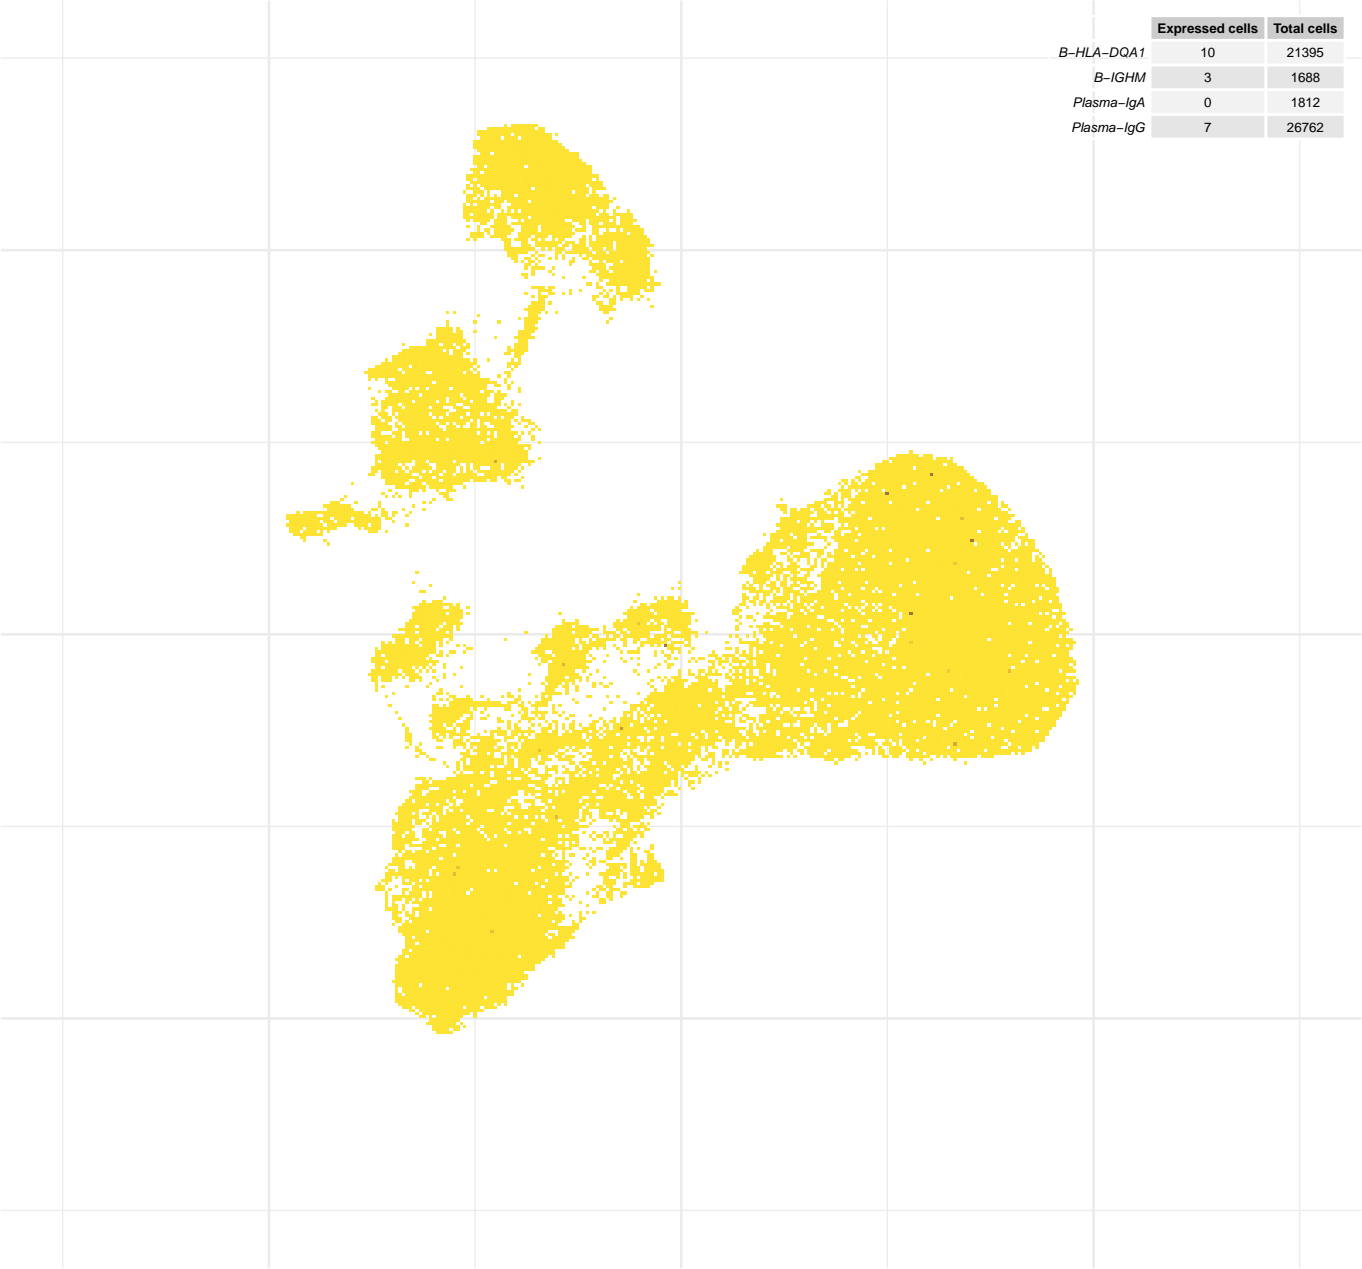 Expressed cells Total cells
B−HLA−DQA1 10 21395
B−IGHM 3 1688
Plasma−IgA 0 1812
Plasma−IgG 7 26762